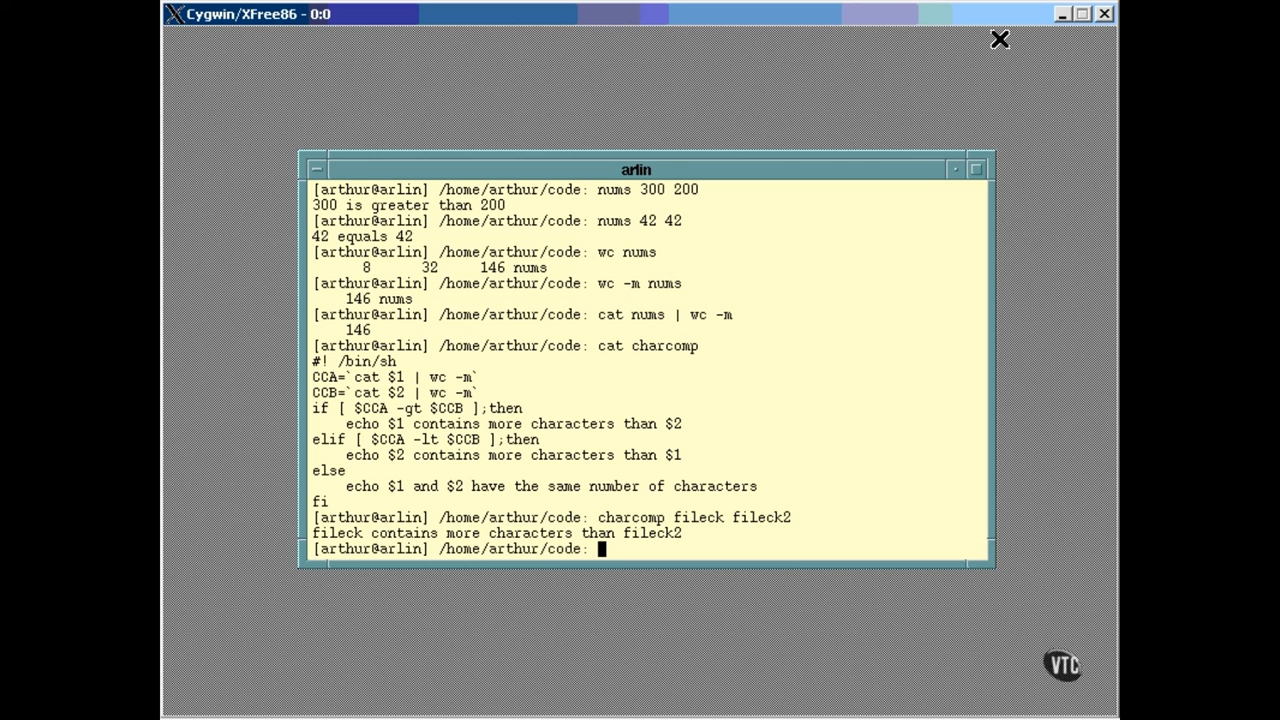 Cygwin/XFree86 - 0:0
arlin
[arthur@arlin] /home/arthur/code: nums 300 200
300 is greater than 200
[arthur@arlin] /home/arthur/code: nums 42 42
42 equals 42
[arthur@arlin] /home/arthur/code: wc nums
      8      32     146 nums
[arthur@arlin] /home/arthur/code: wc -m nums
    146 nums
[arthur@arlin] /home/arthur/code: cat nums | wc -m
    146
[arthur@arlin] /home/arthur/code: cat charcomp
#! /bin/sh
CCA=`cat $1 | wc -m`
CCB=`cat $2 | wc -m`
if [ $CCA -gt $CCB ];then
    echo $1 contains more characters than $2
elif [ $CCA -lt $CCB ];then
    echo $2 contains more characters than $1
else
    echo $1 and $2 have the same number of characters
fi
[arthur@arlin] /home/arthur/code: charcomp fileck fileck2
fileck contains more characters than fileck2
[arthur@arlin] /home/arthur/code:
VTC